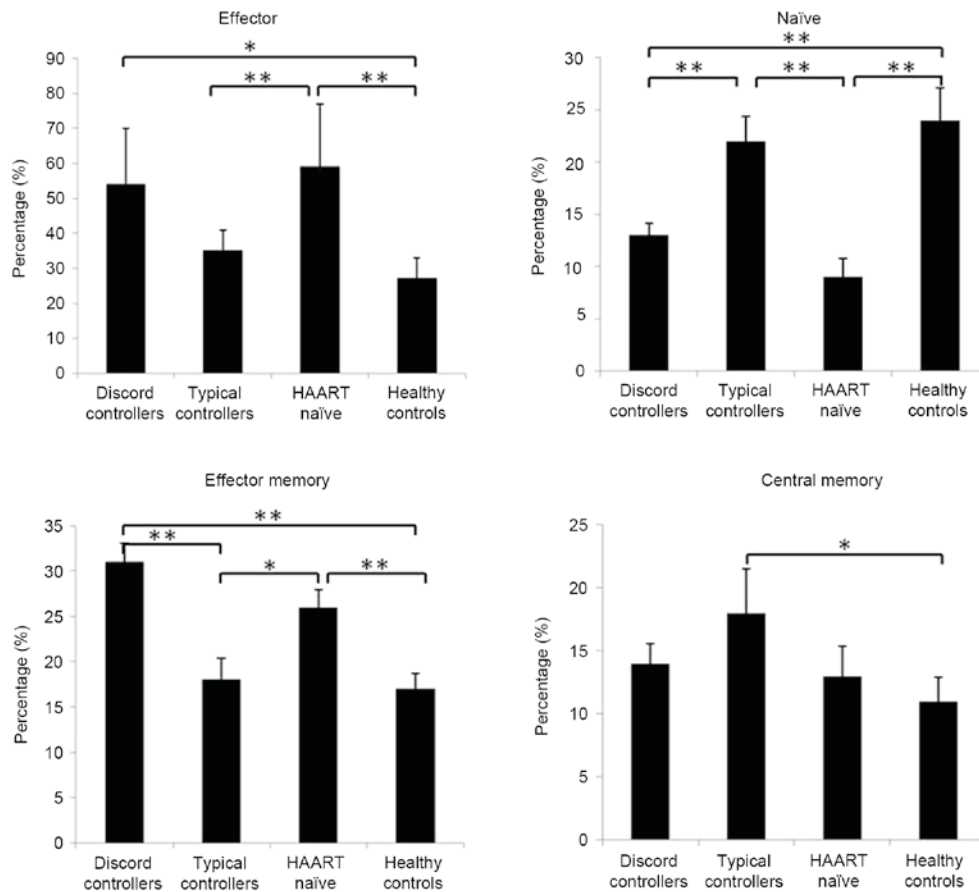 Effector
*
**
**
90
80
70
60
50
40
30
20
10
0
Percentage (%)
Discord Typical HAART Healthy
controllers controllers naïve controls
Naïve
**
**
**
**
30
25
20
15
10
5
0
Percentage (%)
Discord Typical HAART Healthy
controllers controllers naïve controls
Effector memory
**
**
*
**
35
30
25
20
15
10
5
0
Percentage (%)
Discord Typical HAART Healthy
controllers controllers naïve controls
Central memory
*
25
20
15
10
5
0
Percentage (%)
Discord Typical HAART Healthy
controllers controllers naïve controls